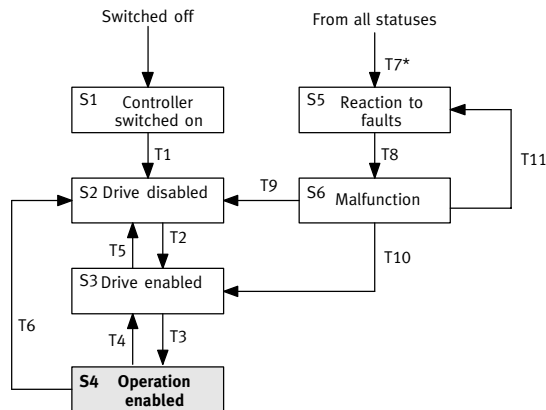 Switched off
From all statuses
T7*
S1 Controller
switched on
S5 Reaction to
faults
T1
T8
T11
S2 Drive disabled
T9
S6 Malfunction
T5
T2
T10
S3 Drive enabled
T6
T4
T3
S4 Operation
enabled